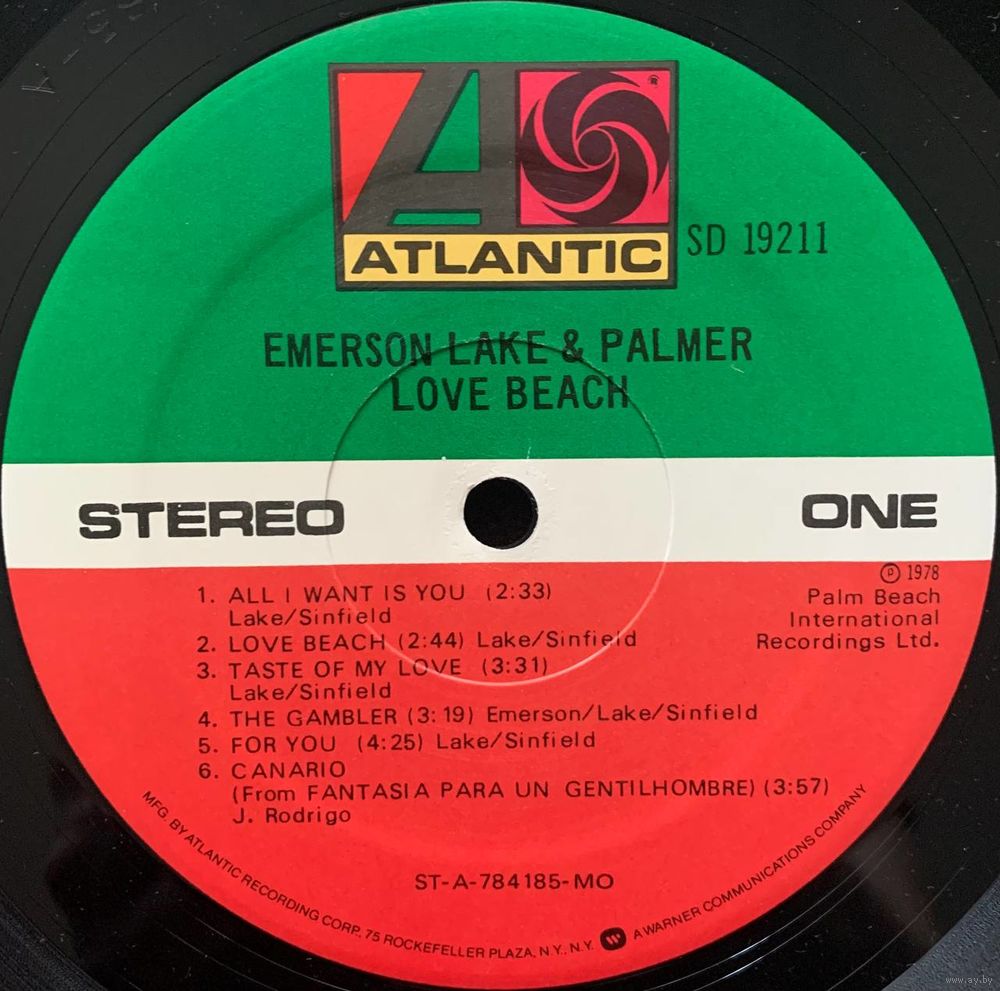 ATLANTIC
SD 19211
EMERSON LAKE & PALMER
LOVE BEACH
STEREO
ONE
℗ 1978
Palm Beach
International
Recordings Ltd.
1. ALL I WANT IS YOU (2:33)
Lake/Sinfield
2. LOVE BEACH (2:44) Lake/Sinfield
3. TASTE OF MY LOVE (3:31)
Lake/Sinfield
4. THE GAMBLER (3:19) Emerson/Lake/Sinfield
5. FOR YOU (4:25) Lake/Sinfield
6. CANARIO
(From FANTASIA PARA UN GENTILHOMBRE) (3:57)
J. Rodrigo
ST-A-784185-MO
MFG. BY ATLANTIC RECORDING CORP., 75 ROCKEFELLER PLAZA, N.Y., N.Y. A WARNER COMMUNICATIONS COMPANY
www.ay.by